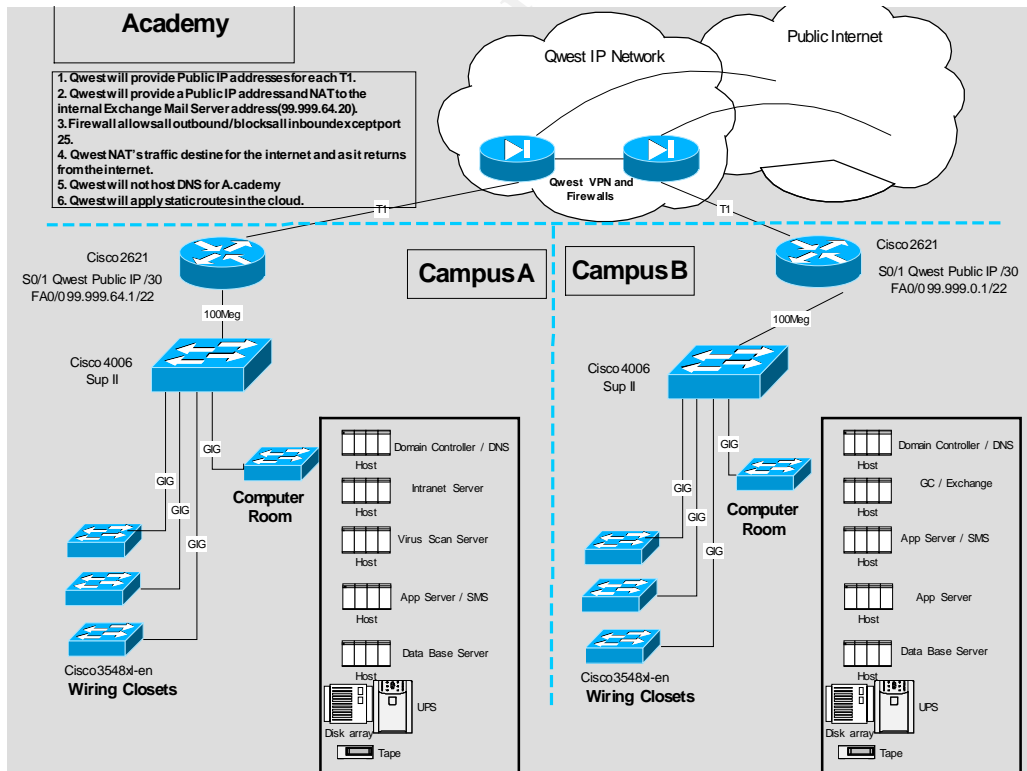 Academy
1. Qwest will provide Public IP addresses for each T1.
2. Qwest will provide a Public IP address and NAT to the
internal Exchange Mail Server address(99.999.64.20).
3. Firewall allows all outbound/blocks all inbound except port
25.
4. Qwest NAT's traffic destine for the internet and as it returns
from the internet.
5. Qwest will not host DNS for A.cademy
6. Qwest will apply static routes in the cloud.
Qwest IP Network
Public Internet
Qwest VPN and
Firewalls
T1
T1
Cisco 2621
S0/1 Qwest Public IP /30
FA0/0 99.999.64.1/22
Campus A
Campus B
Cisco 2621
S0/1 Qwest Public IP /30
FA0/0 99.999.0.1/22
100Meg
100Meg
Cisco 4006
Sup II
Cisco 4006
Sup II
GIG
GIG
GIG
GIG
Computer
Room
Cisco3548xl-en
Wiring Closets
Domain Controller / DNS
Host
Intranet Server
Host
Virus Scan Server
Host
App Server / SMS
Host
Data Base Server
Host
UPS
Disk array
Tape
GIG
GIG
GIG
GIG
Computer
Room
Cisco3548xl-en
Wiring Closets
Domain Controller / DNS
Host
GC / Exchange
Host
App Server / SMS
Host
App Server
Host
Data Base Server
Host
UPS
Disk array
Tape